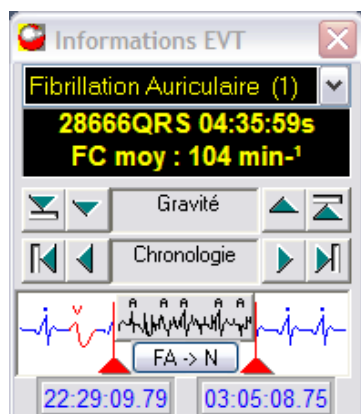 Informations EVT
Fibrillation Auriculaire (1)
28666QRS 04:35:59s
FC moy : 104 min-¹
Gravité
Chronologie
V A A A A
FA -> N
22:29:09.79 03:05:08.75